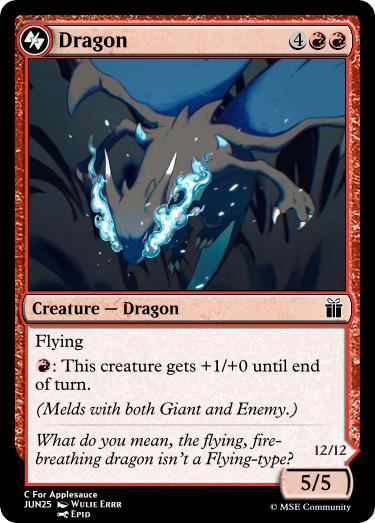 Dragon 4
Creature — Dragon
Flying
: This creature gets +1/+0 until end
of turn.
(Melds with both Giant and Enemy.)
What do you mean, the flying, fire-
breathing dragon isn't a Flying-type?
12/12
5/5
C For Applesauce
JUN25 Wulie Errr
Epid
© MSE Community